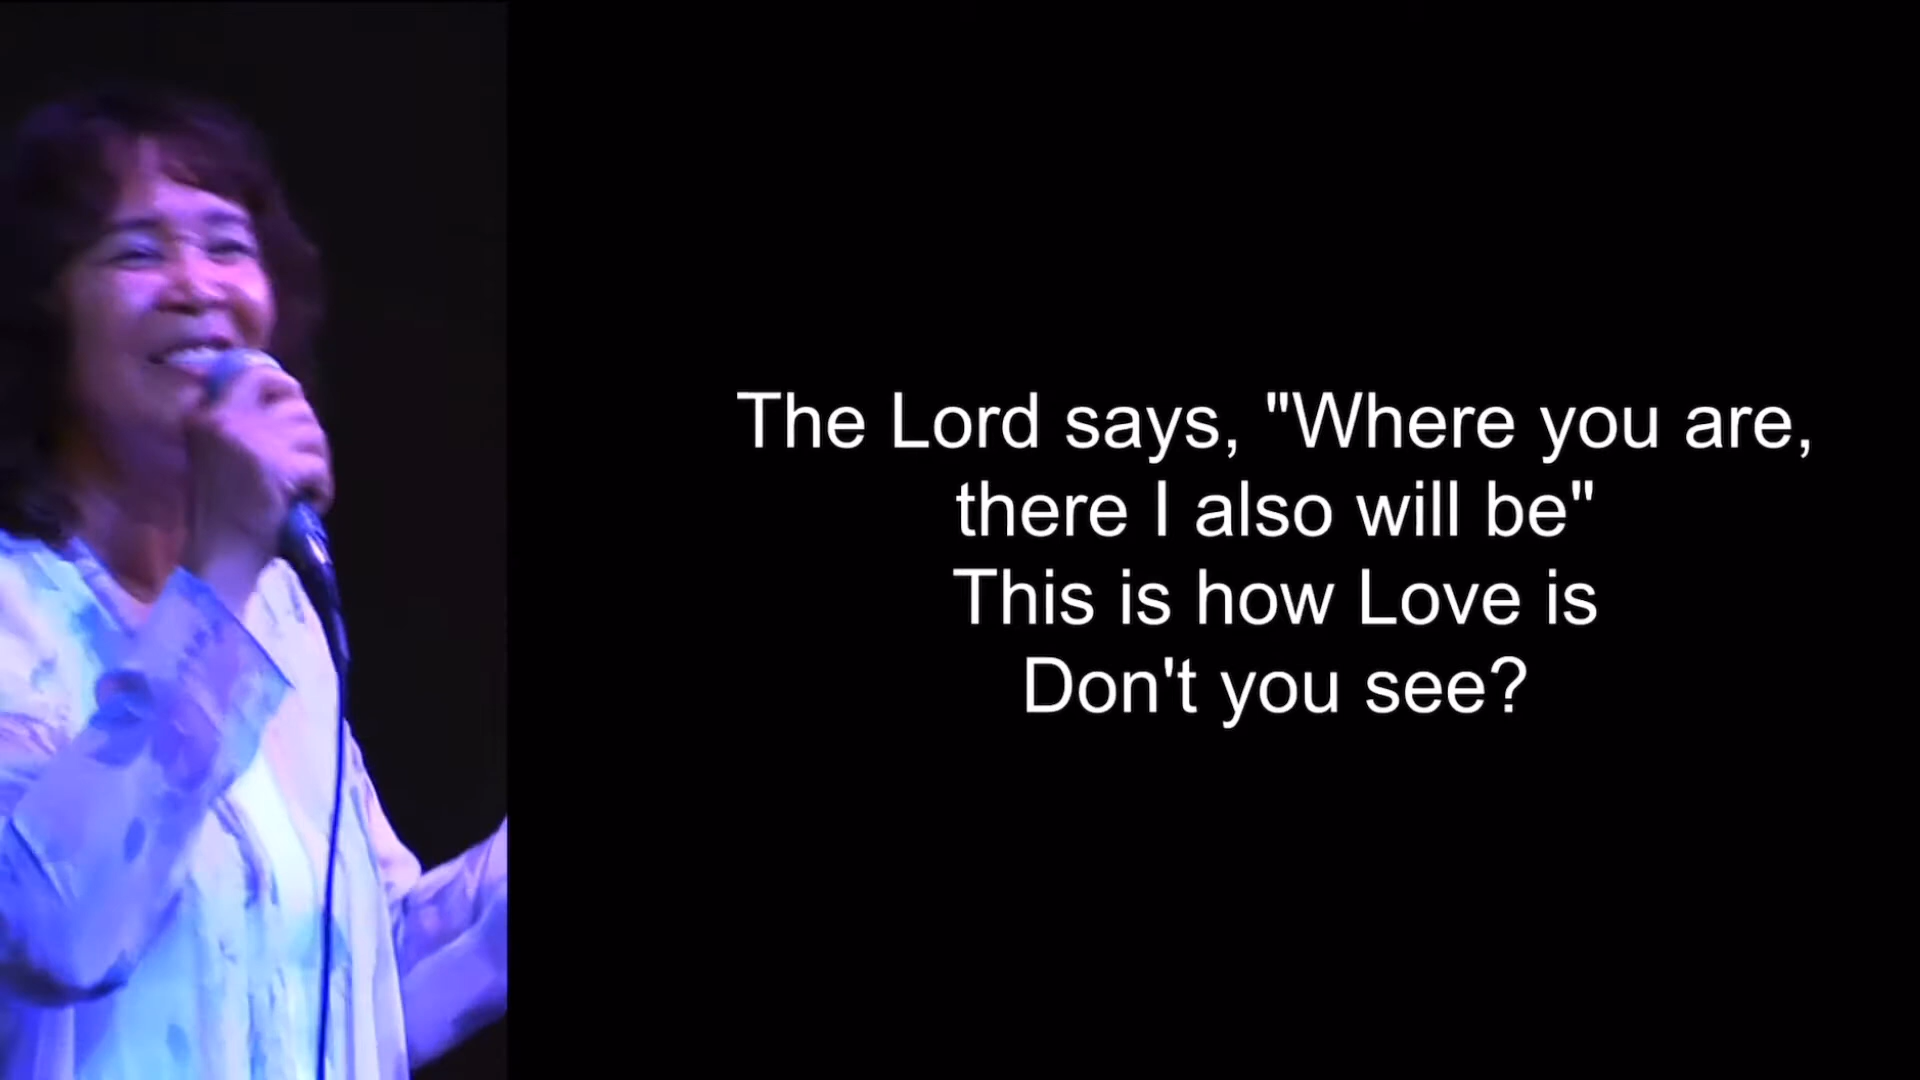 The Lord says, "Where you are,
there I also will be"
This is how Love is
Don't you see?